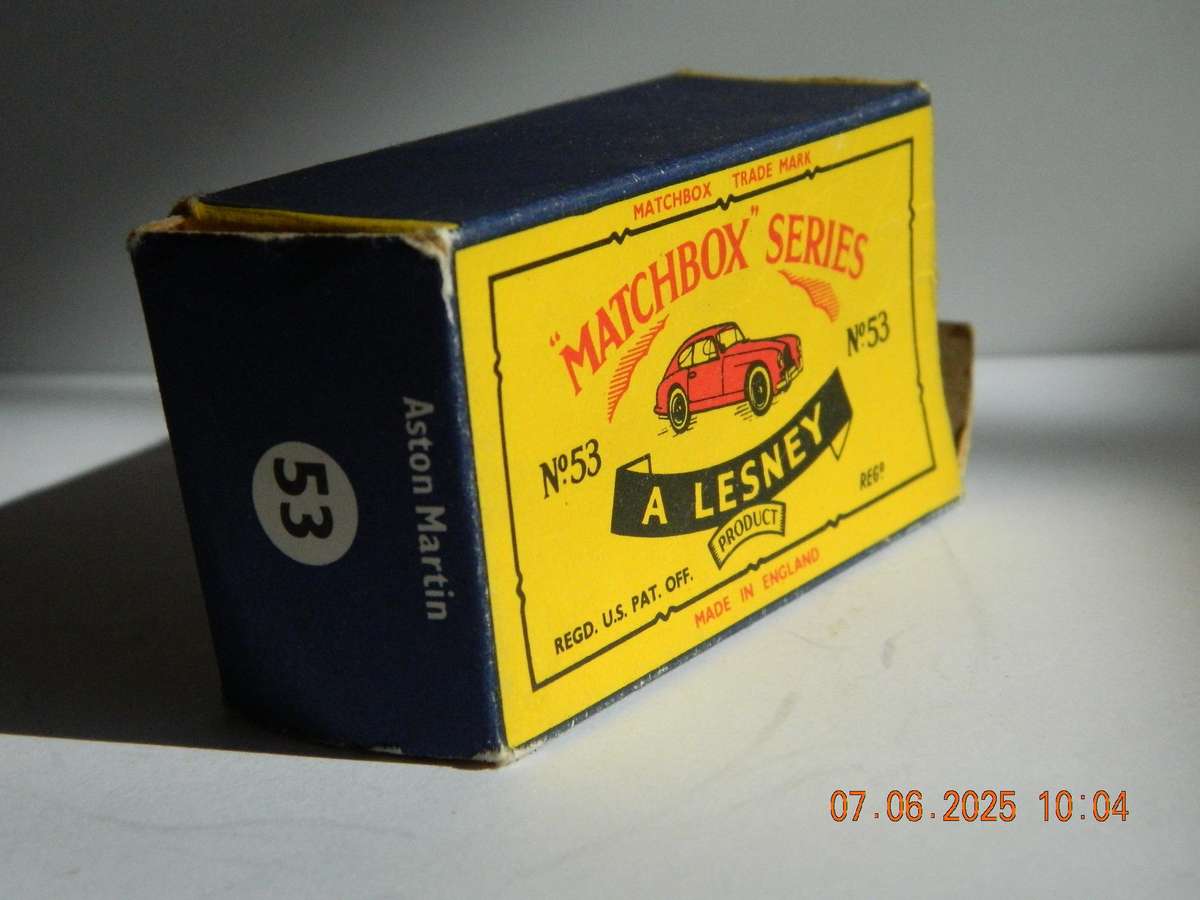 MATCHBOX TRADE MARK
"MATCHBOX" SERIES
Nº53
Nº53
A LESNEY
PRODUCT
REGº
REGD. U.S. PAT. OFF.
MADE IN ENGLAND
Aston Martin
53
07.06.2025 10:04